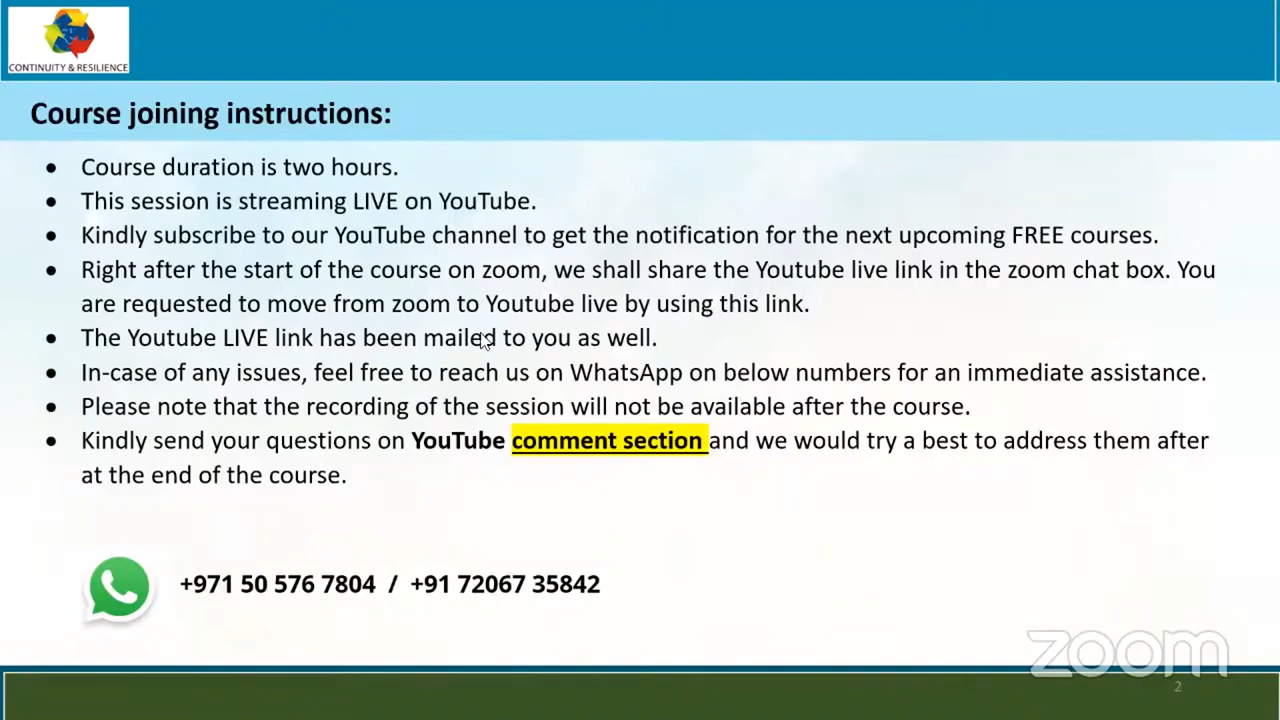 CONTINUITY & RESILIENCE
Course joining instructions:
• Course duration is two hours.
• This session is streaming LIVE on YouTube.
• Kindly subscribe to our YouTube channel to get the notification for the next upcoming FREE courses.
• Right after the start of the course on zoom, we shall share the Youtube live link in the zoom chat box. You
are requested to move from zoom to Youtube live by using this link.
• The Youtube LIVE link has been mailed to you as well.
• In-case of any issues, feel free to reach us on WhatsApp on below numbers for an immediate assistance.
• Please note that the recording of the session will not be available after the course.
• Kindly send your questions on YouTube comment section and we would try a best to address them after
at the end of the course.
+971 50 576 7804 / +91 72067 35842
zoom
2